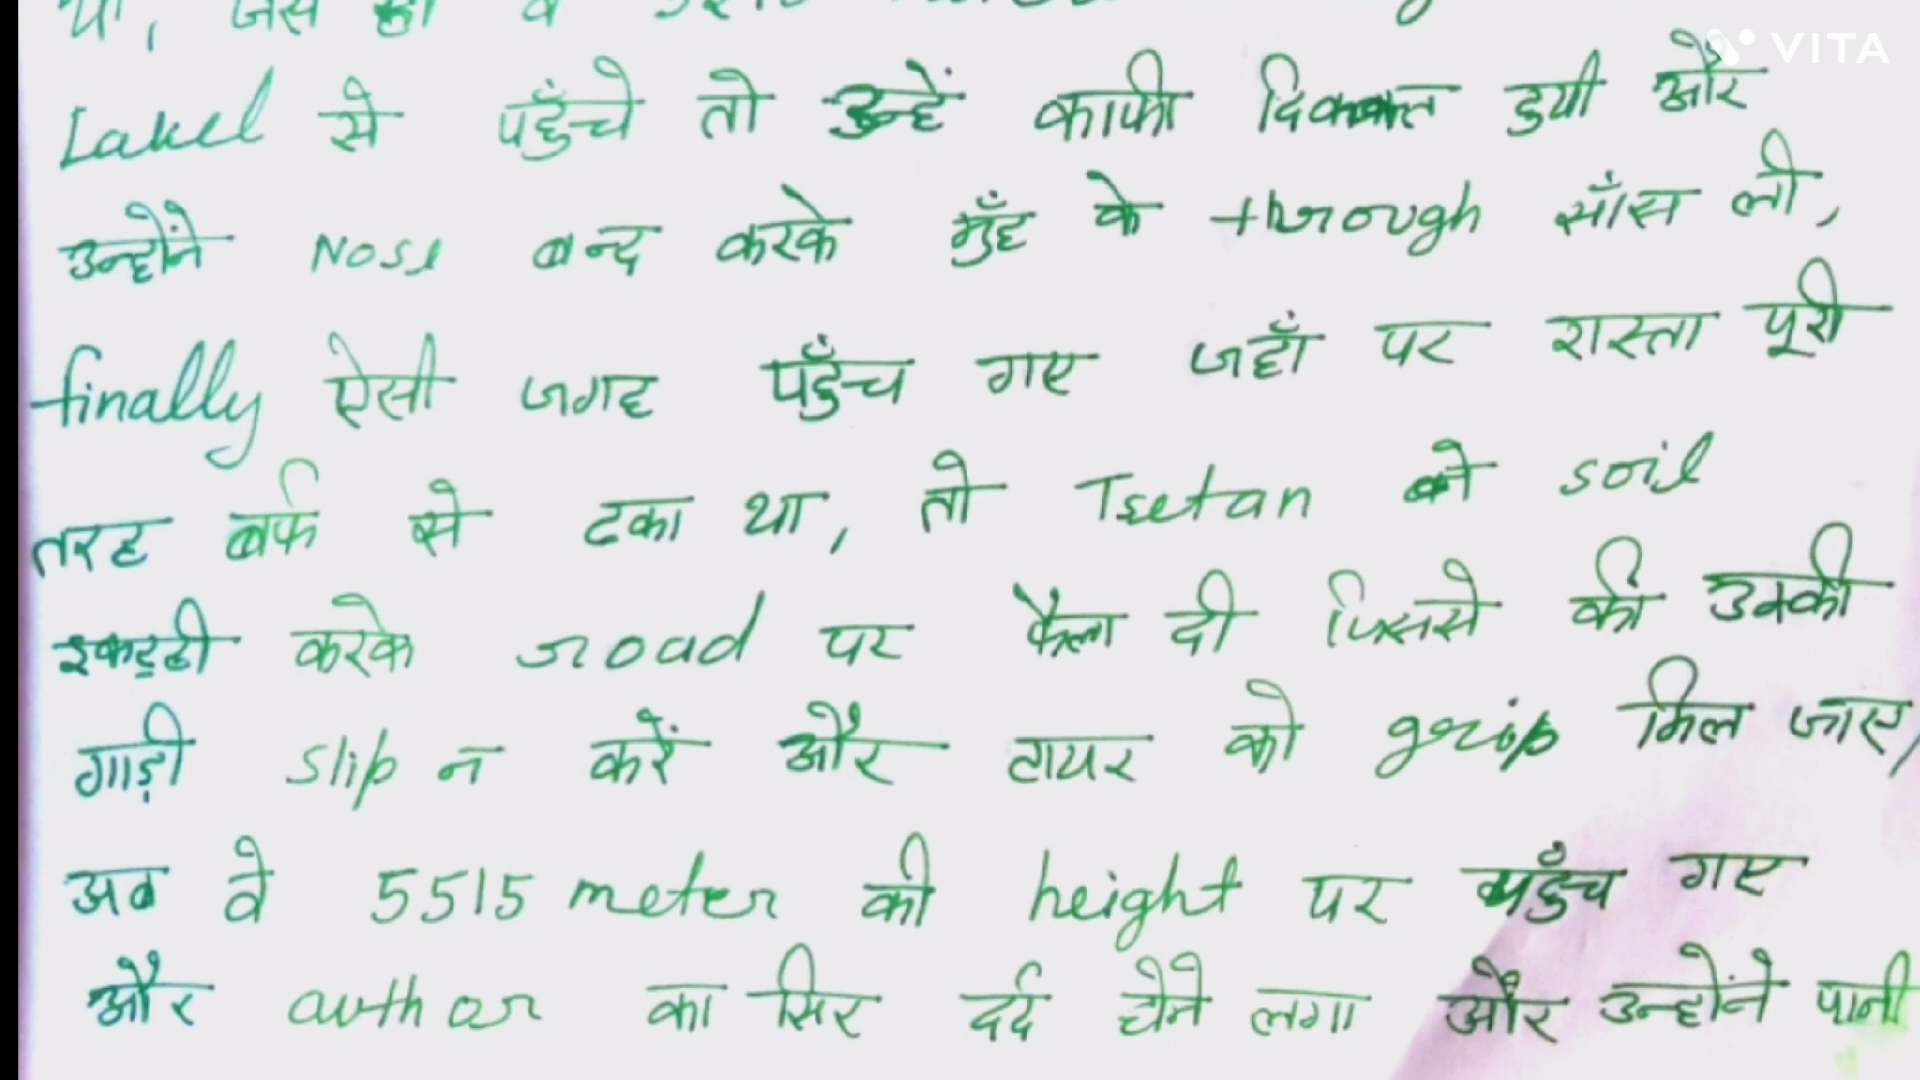 था, जैसे ही वे
VITA
Lakel से पहुँचे तो उन्हें काफी दिक्कत हुयी और
उन्होंने Nose बन्द करके मुँह के through साँस ली,
finally ऐसी जगह पहुँच गए जहाँ पर रास्ता पूरी
तरह बर्फ से ढका था, तो Tsetan ने soil
इकट्ठी करके road पर फैला दी जिससे की उनकी
गाड़ी slip न करें और टायर को grip मिल जाए,
अब वे 5515 meter की height पर पहुँच गए
और author का सिर दर्द होने लगा और उन्होंने पानी